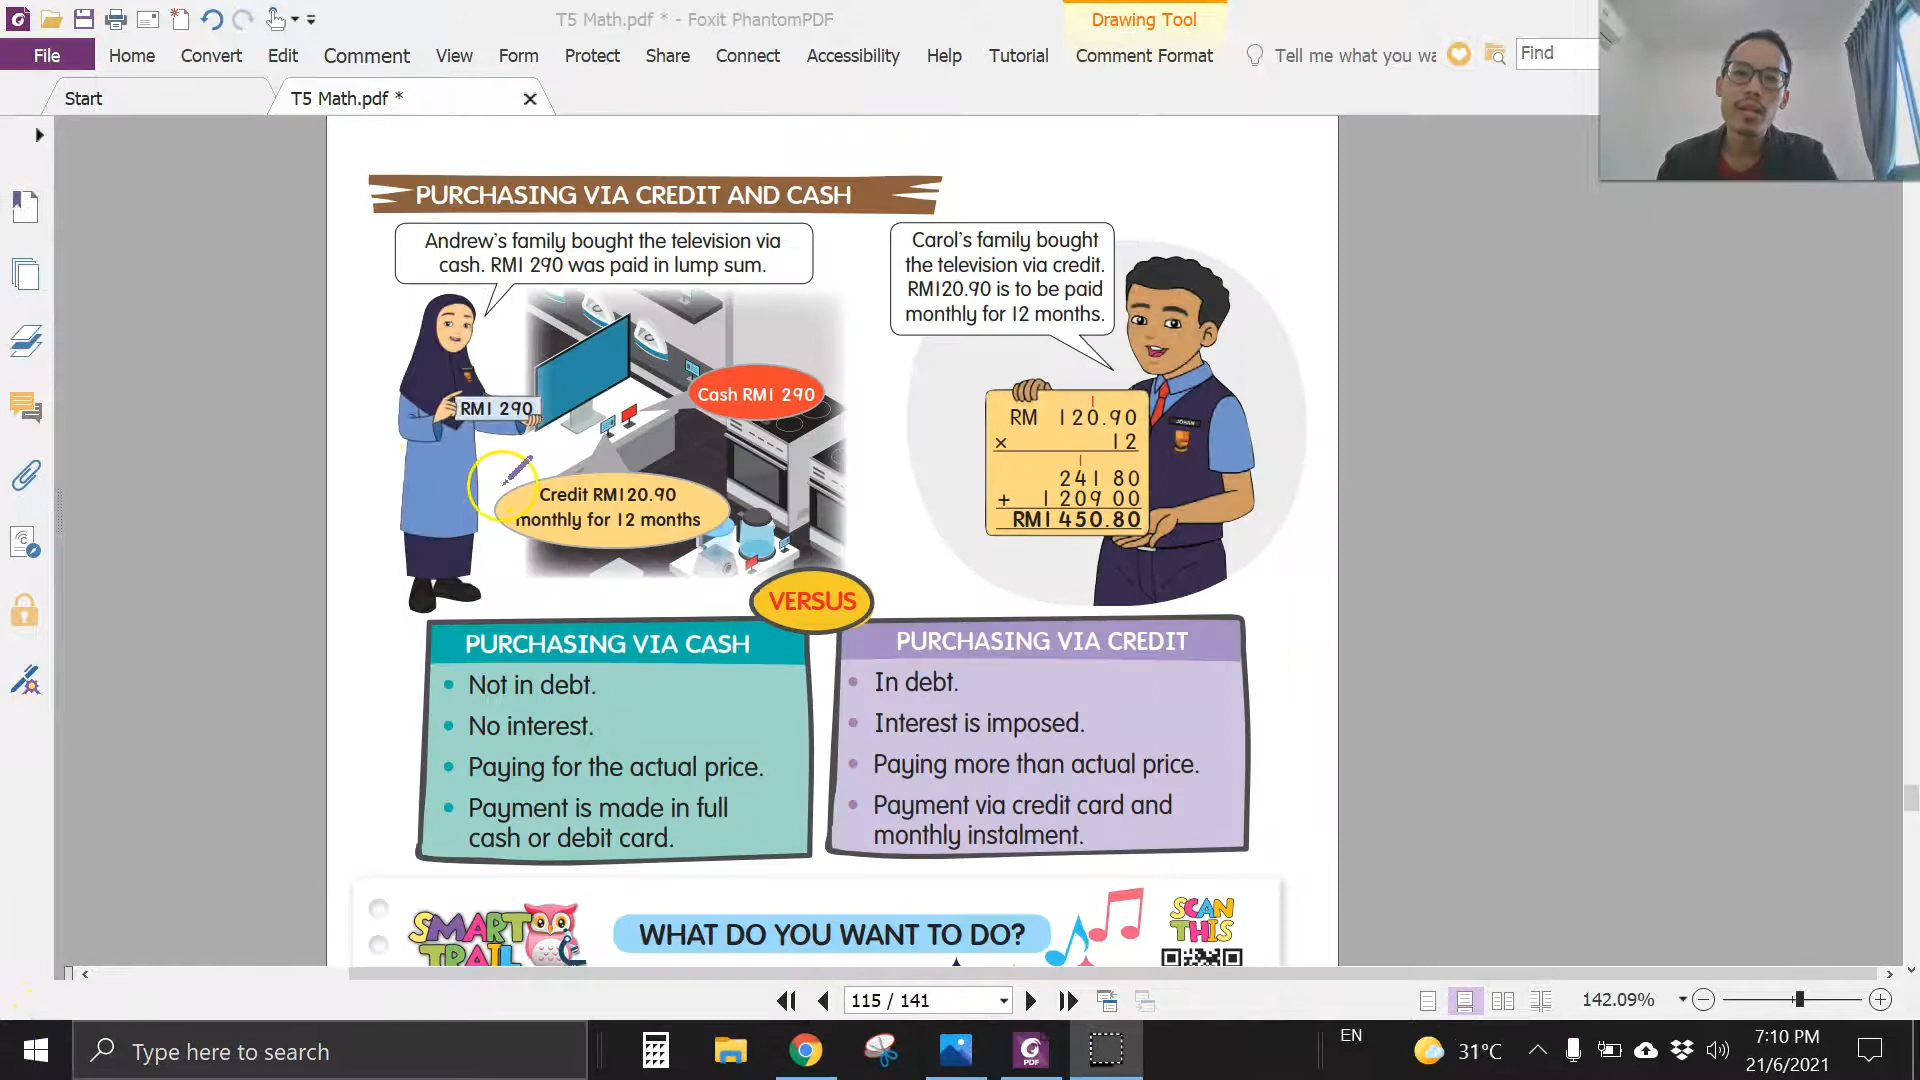 T5 Math.pdf * - Foxit PhantomPDF
Drawing Tool
File Home Convert Edit Comment View Form Protect Share Connect Accessibility Help Tutorial Comment Format Tell me what you wa Find
Start
T5 Math.pdf *
PURCHASING VIA CREDIT AND CASH
Andrew's family bought the television via
cash. RM1 290 was paid in lump sum.
Carol's family bought
the television via credit.
RM120.90 is to be paid
monthly for 12 months.
RM1 290
Cash RM1 290
Credit RM120.90
monthly for 12 months
1
RM 120.90
× 12
1
241 80
+ 1 209 00
RM1 450.80
JOHAN
VERSUS
PURCHASING VIA CASH
• Not in debt.
• No interest.
• Paying for the actual price.
• Payment is made in full
cash or debit card.
PURCHASING VIA CREDIT
• In debt.
• Interest is imposed.
• Paying more than actual price.
• Payment via credit card and
monthly instalment.
SMART
TRAIL
WHAT DO YOU WANT TO DO?
SCAN
THIS
115 / 141
142.09%
Type here to search
PDF
EN
31°C
7:10 PM
21/6/2021